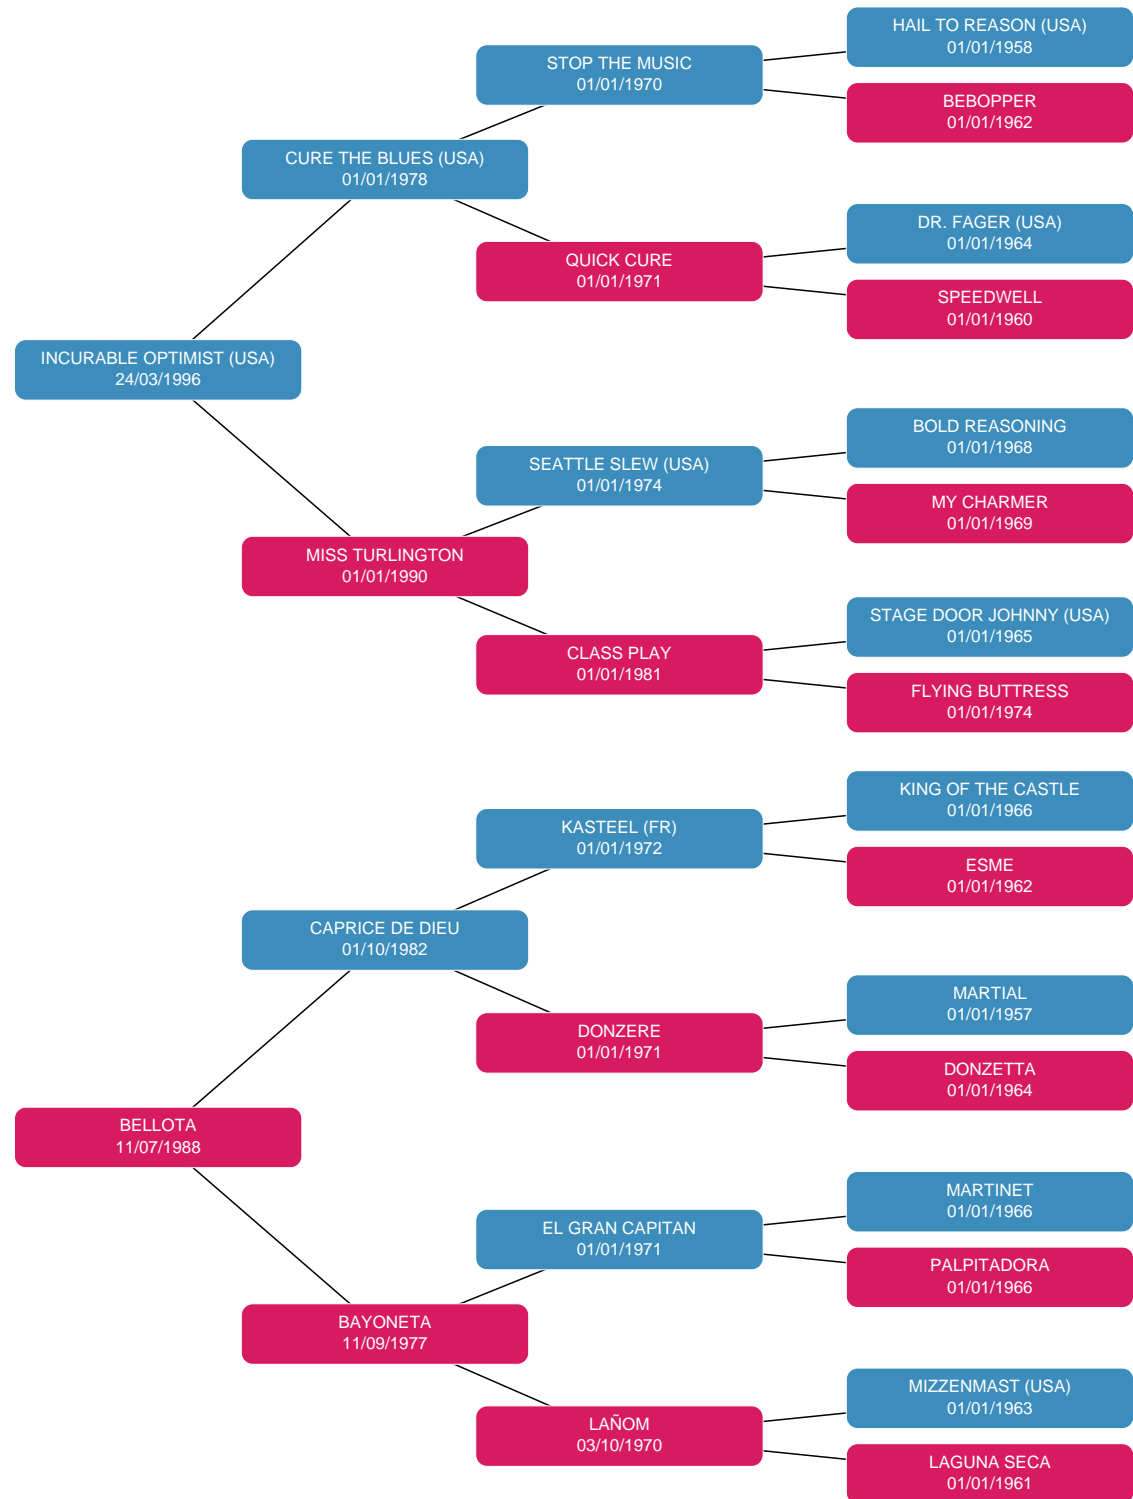 HAIL TO REASON (USA)
01/01/1958
STOP THE MUSIC
01/01/1970
BEBOPPER
01/01/1962
CURE THE BLUES (USA)
01/01/1978
DR. FAGER (USA)
01/01/1964
QUICK CURE
01/01/1971
SPEEDWELL
01/01/1960
INCURABLE OPTIMIST (USA)
24/03/1996
BOLD REASONING
01/01/1968
SEATTLE SLEW (USA)
01/01/1974
MY CHARMER
01/01/1969
MISS TURLINGTON
01/01/1990
STAGE DOOR JOHNNY (USA)
01/01/1965
CLASS PLAY
01/01/1981
FLYING BUTTRESS
01/01/1974
KING OF THE CASTLE
01/01/1966
KASTEEL (FR)
01/01/1972
ESME
01/01/1962
CAPRICE DE DIEU
01/10/1982
MARTIAL
01/01/1957
DONZERE
01/01/1971
DONZETTA
01/01/1964
BELLOTA
11/07/1988
MARTINET
01/01/1966
EL GRAN CAPITAN
01/01/1971
PALPITADORA
01/01/1966
BAYONETA
11/09/1977
MIZZENMAST (USA)
01/01/1963
LAÑOM
03/10/1970
LAGUNA SECA
01/01/1961